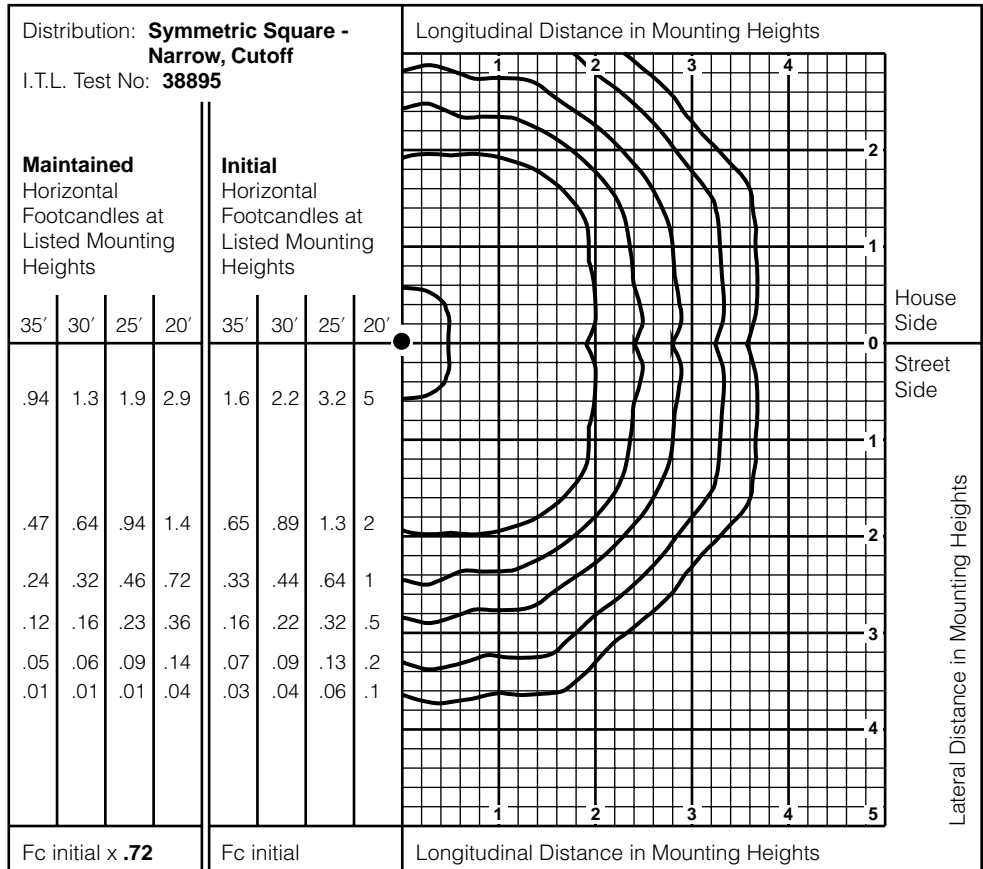 Distribution: Symmetric Square -
Narrow, Cutoff
I.T.L. Test No: 38895
Maintained
Horizontal
Footcandles at
Listed Mounting
Heights
Initial
Horizontal
Footcandles at
Listed Mounting
Heights
35′ 30′ 25′ 20′ 35′ 30′ 25′ 20′
.94 1.3 1.9 2.9 1.6 2.2 3.2 5
.47 .64 .94 1.4 .65 .89 1.3 2
.24 .32 .46 .72 .33 .44 .64 1
.12 .16 .23 .36 .16 .22 .32 .5
.05 .06 .09 .14 .07 .09 .13 .2
.01 .01 .01 .04 .03 .04 .06 .1
Fc initial x .72
Fc initial
Longitudinal Distance in Mounting Heights
1 2 3 4
2
1
0
1
2
3
4
1 2 3 4 5
House
Side
Street
Side
Lateral Distance in Mounting Heights
Longitudinal Distance in Mounting Heights